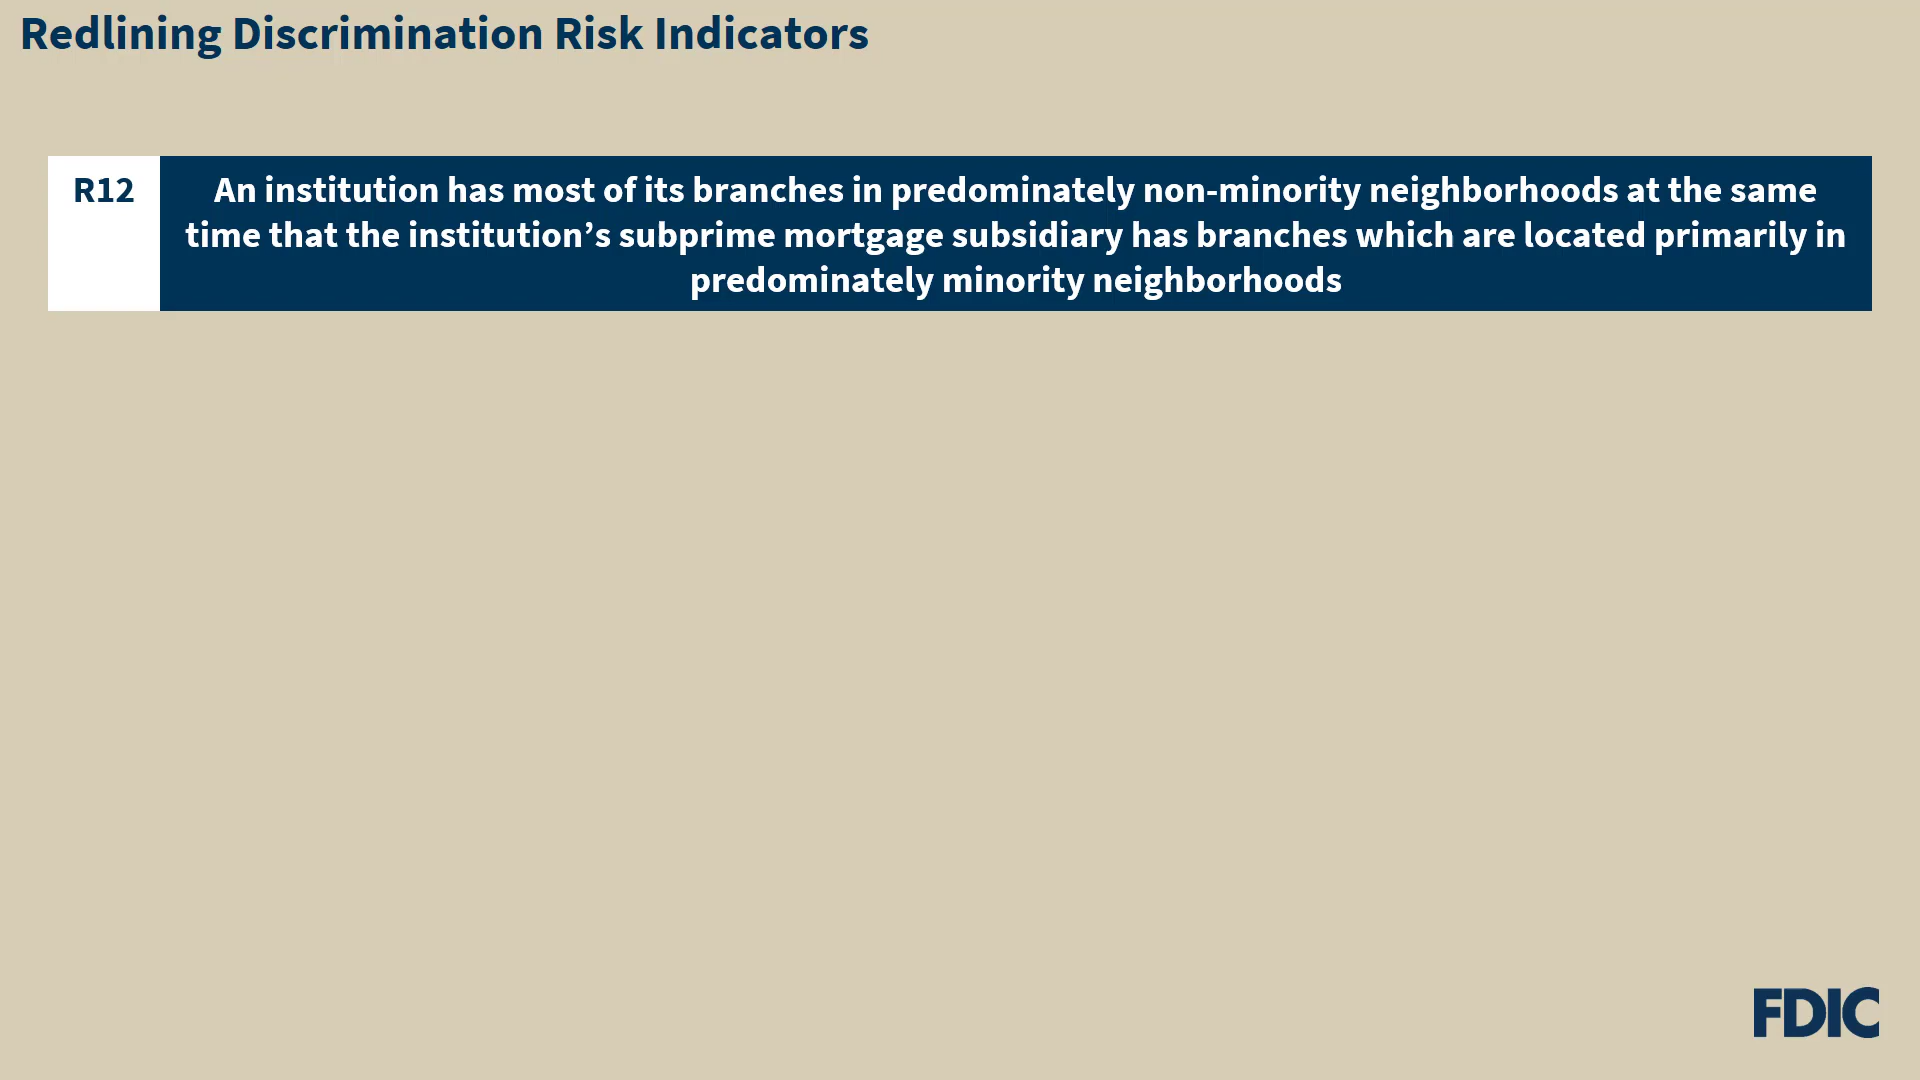 Redlining Discrimination Risk Indicators
R12
An institution has most of its branches in predominately non-minority neighborhoods at the same
time that the institution’s subprime mortgage subsidiary has branches which are located primarily in
predominately minority neighborhoods
FDIC